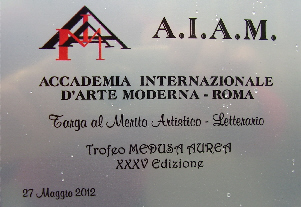 A.I.A.M.
ACCADEMIA INTERNAZIONALE
D'ARTE MODERNA - ROMA
Targa al Merito Artistico - Letterario
Trofeo MEDUSA AUREA
XXXV Edizione
27 Maggio 2012